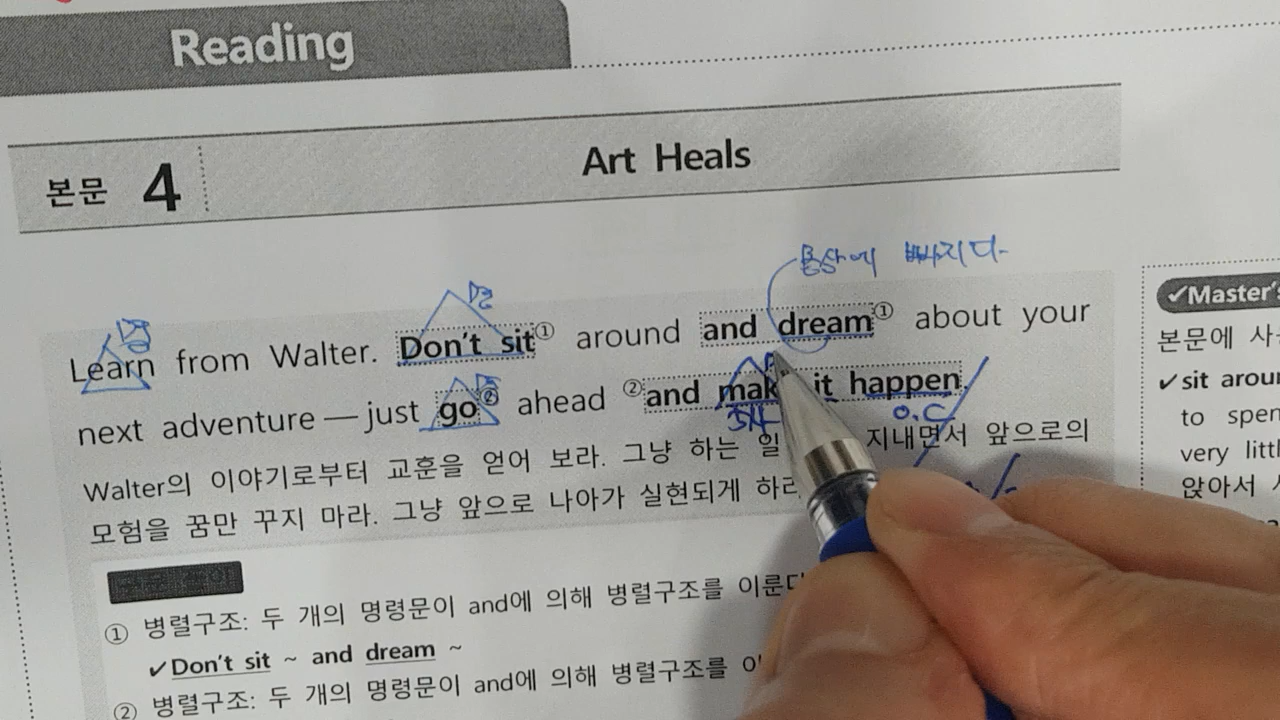 Reading
본문 4
Art Heals
몽상에 빠지다
명 명
Learn from Walter. Don't sit① around and dream① about your
명
next adventure — just go② ahead ②and mak it happen.
O.C
Walter의 이야기로부터 교훈을 얻어 보라. 그냥 하는 일 지내면서 앞으로의
모험을 꿈만 꾸지 마라. 그냥 앞으로 나아가 실현되게 하라
① 병렬구조: 두 개의 명령문이 and에 의해 병렬구조를 이룬다
✓Don't sit ~ and dream ~
② 병렬구조: 두 개의 명령문이 and에 의해 병렬구조를
✓Master's
본문에
✓sit around
to
very
앉아서